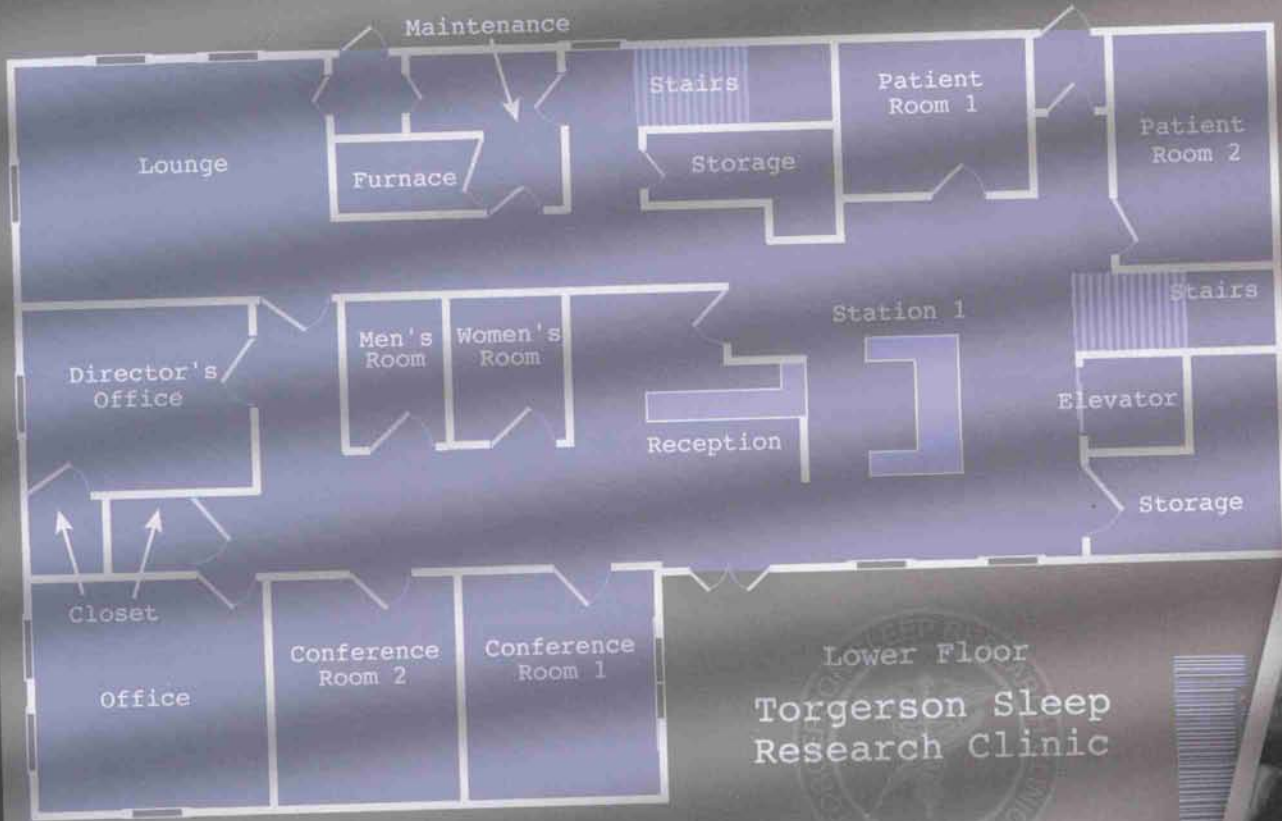 Maintenance
Stairs
Patient
Room 1
Patient
Room 2
Lounge
Furnace
Storage
Stairs
Station 1
Men's
Room
Women's
Room
Director's
Office
Elevator
Reception
Storage
Closet
Office
Conference
Room 2
Conference
Room 1
Lower Floor
Torgerson Sleep
Research Clinic